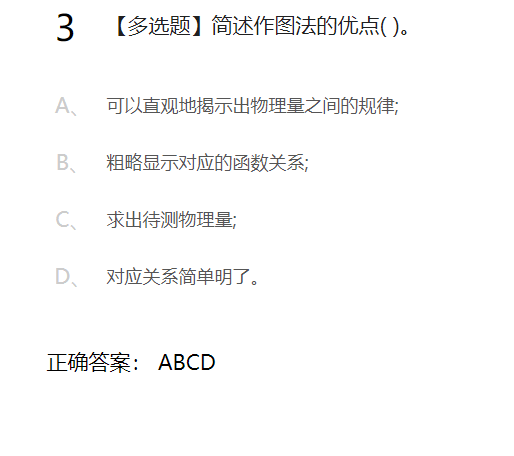 3 【多选题】简述作图法的优点( )。
A、 可以直观地揭示出物理量之间的规律;
B、 粗略显示对应的函数关系;
C、 求出待测物理量;
D、 对应关系简单明了。
正确答案： ABCD